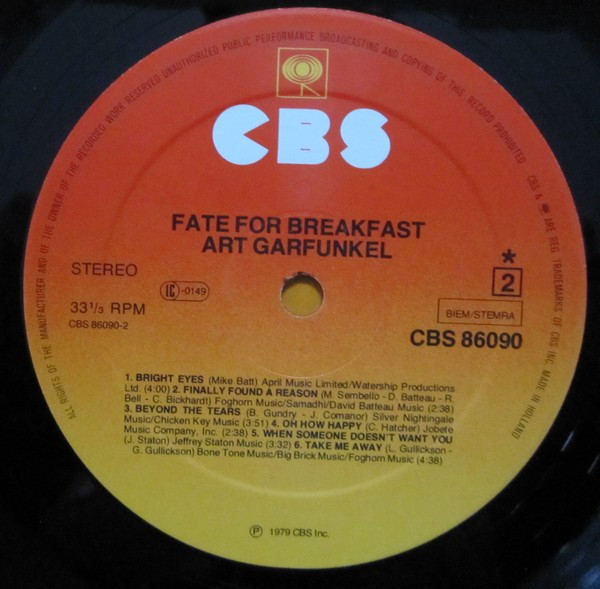 ALL RIGHTS OF THE MANUFACTURER AND OF THE OWNER OF THE RECORDED WORK RESERVED UNAUTHORIZED PUBLIC PERFORMANCE BROADCASTING AND COPYING OF THIS RECORD PROHIBITED
CBS & ARE REG. TRADEMARKS OF CBS INC. MADE IN HOLLAND
CBS
FATE FOR BREAKFAST
ART GARFUNKEL
STEREO
*
2
IC -0149
33 1/3 RPM
BIEM/STEMRA
CBS 86090-2
CBS 86090
1. BRIGHT EYES (Mike Batt) April Music Limited/Watership Productions
Ltd. (4:00) 2. FINALLY FOUND A REASON (M. Sembello - D. Batteau - R.
Bell - C. Bickhardt) Foghorn Music/Samadhi/David Batteau Music (2:38)
3. BEYOND THE TEARS (B. Gundry - J. Comanor) Silver Nightingale
Music/Chicken Key Music (3:51) 4. OH HOW HAPPY (C. Hatcher) Jobete
Music Company, Inc. (2:38) 5. WHEN SOMEONE DOESN'T WANT YOU
(J. Staton) Jeffrey Staton Music (3:32) 6. TAKE ME AWAY (L. Gullickson -
G. Gullickson) Bone Tone Music/Big Brick Music/Foghorn Music (4:38)
℗ 1979 CBS Inc.